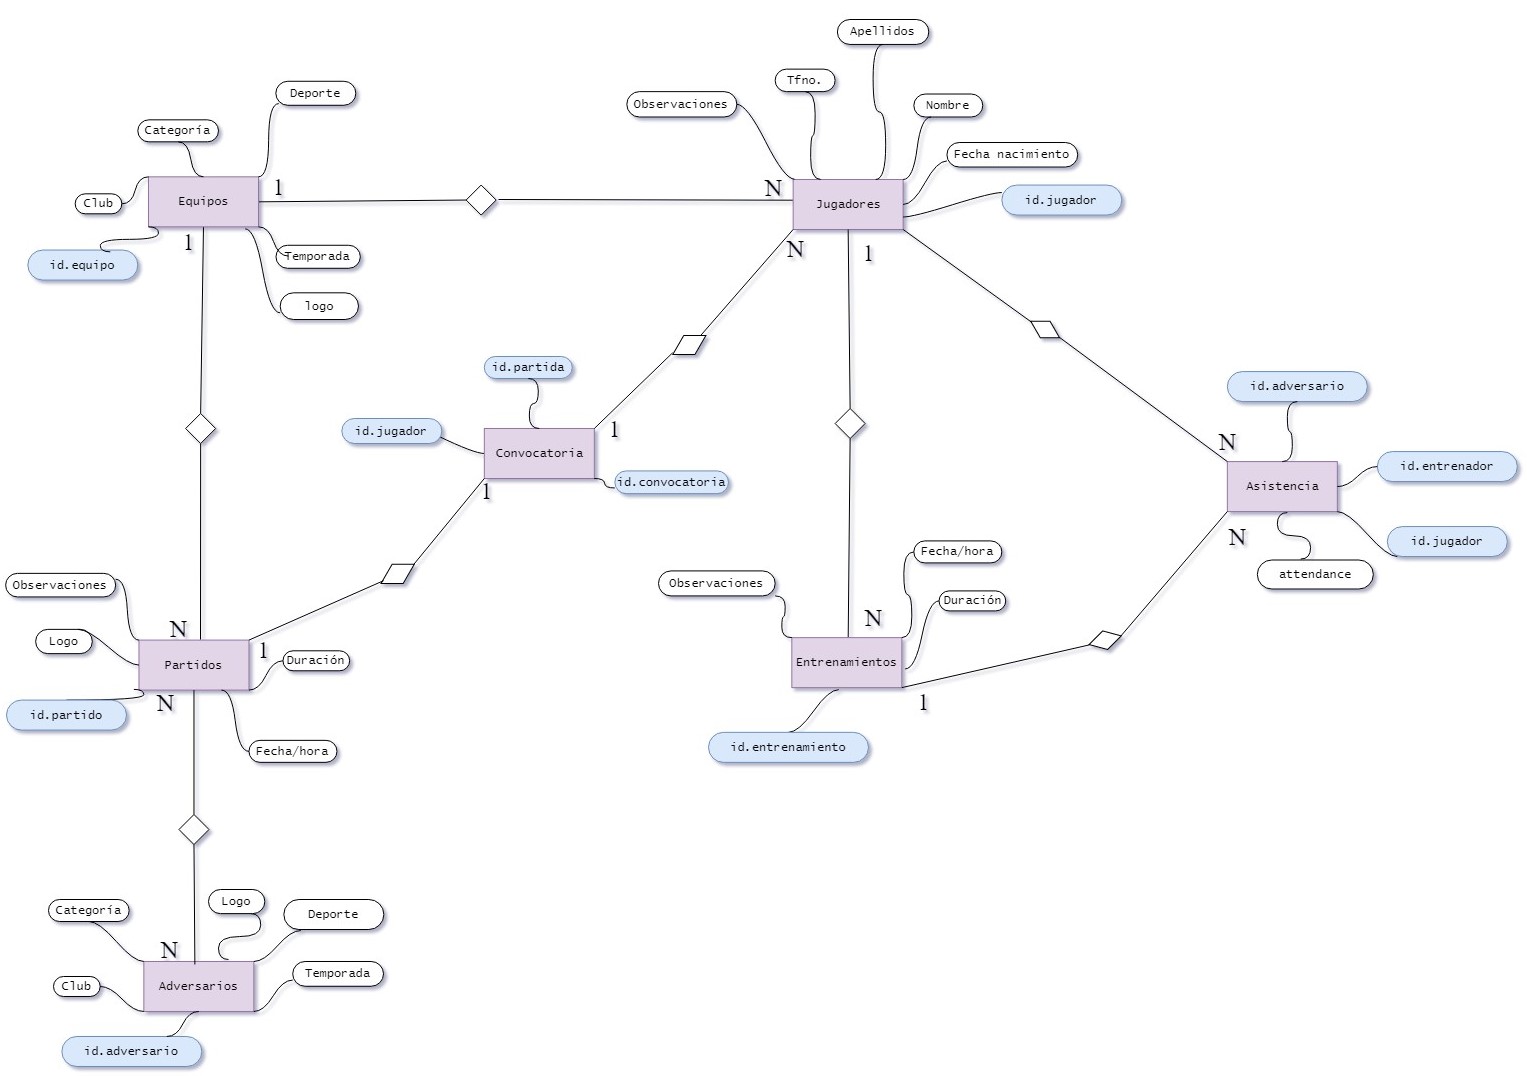 Apellidos
Tfno.
Deporte
Observaciones
Nombre
Categoría
Fecha nacimiento
1
N
Club
Equipos
Jugadores
id.jugador
1
N
1
id.equipo
Temporada
logo
id.partida
id.adversario
id.jugador
1
N
Convocatoria
id.entrenador
id.convocatoria
1
Asistencia
N
id.jugador
Fecha/hora
attendance
Observaciones
Observaciones
Duración
N
N
Logo
1
Partidos
Duración
Entrenamientos
N
1
id.partido
Fecha/hora
id.entrenamiento
Categoría
Logo
Deporte
N
Temporada
Club
Adversarios
id.adversario